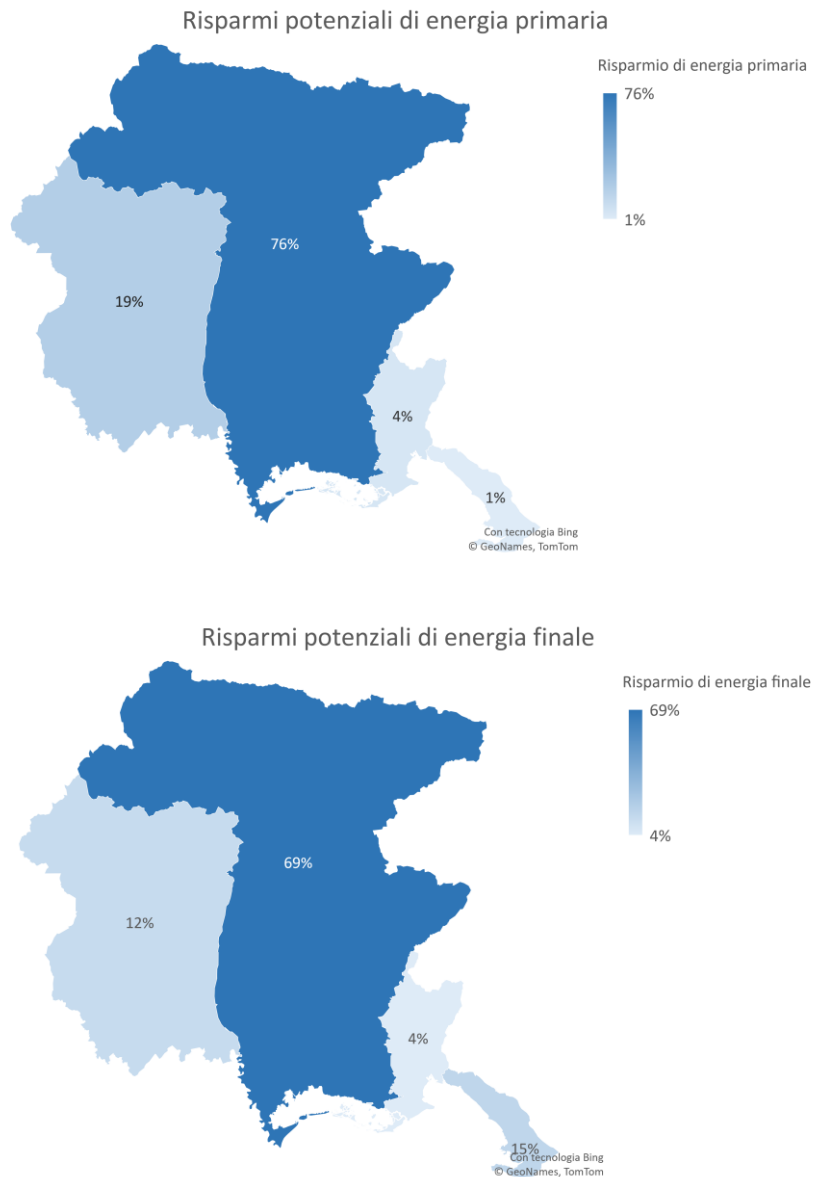 Risparmi potenziali di energia primaria
Risparmio di energia primaria
76%
1%
76%
19%
4%
1%
Con tecnologia Bing
© GeoNames, TomTom
Risparmi potenziali di energia finale
Risparmio di energia finale
69%
4%
69%
12%
4%
15%
Con tecnologia Bing
© GeoNames, TomTom